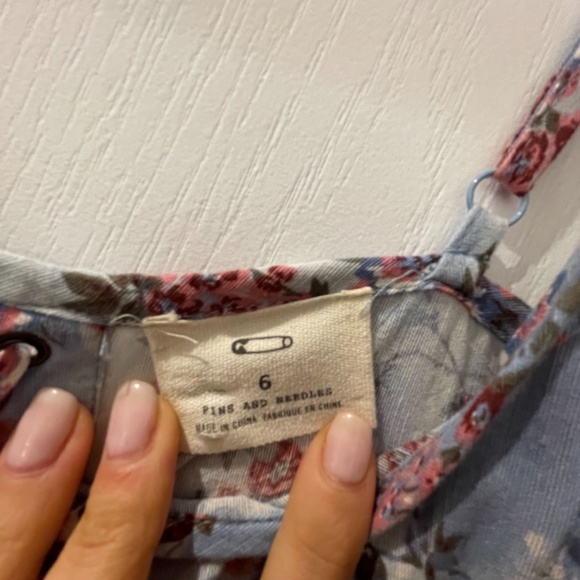 6
PINS AND NEEDLES
MADE IN CHINA FABRIQUE EN CHINE